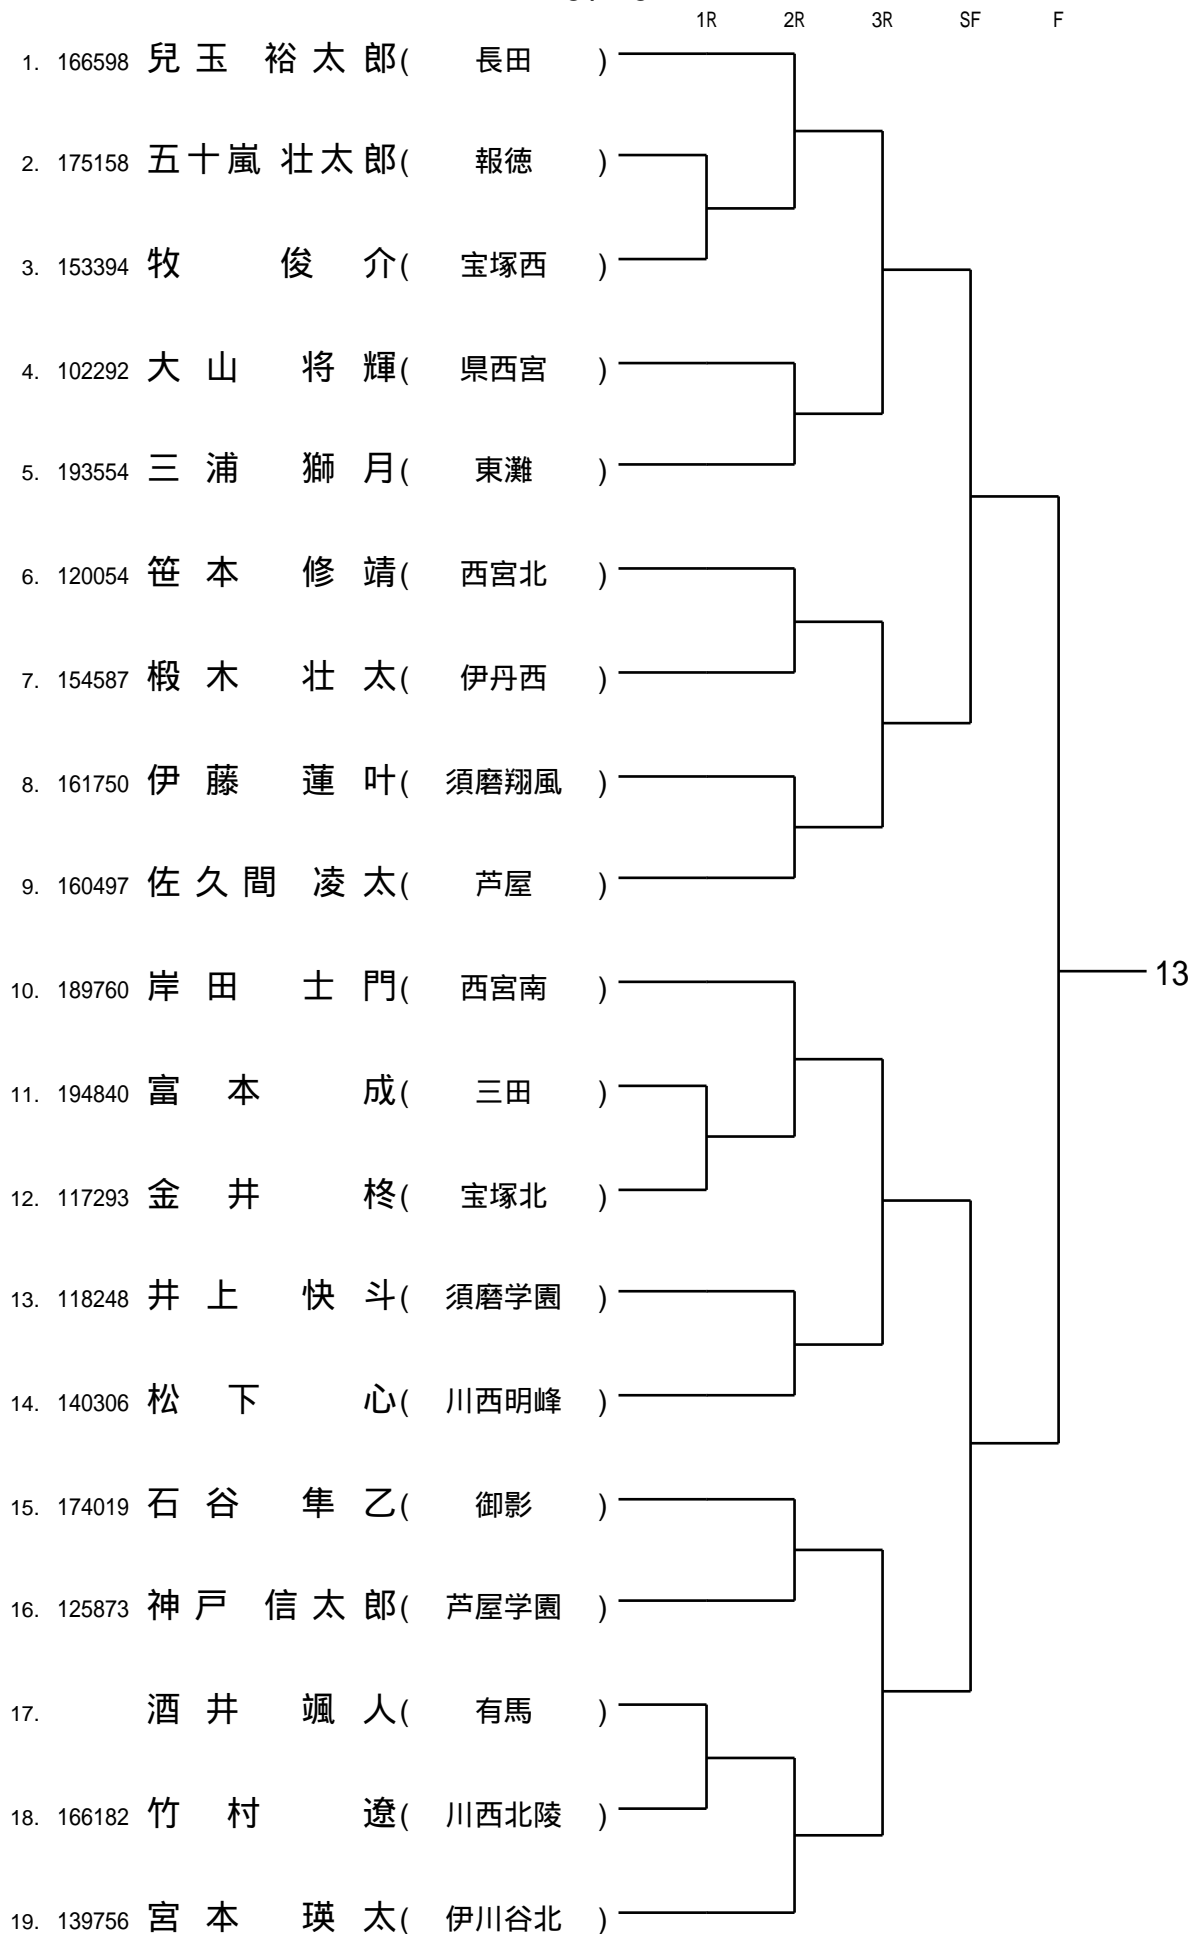 1R 2R 3R SF F
1. 166598 兒玉 裕太郎( 長田 )
2. 175158 五十嵐 壮太郎( 報徳 )
3. 153394 牧 俊介( 宝塚西 )
4. 102292 大山 将輝( 県西宮 )
5. 193554 三浦 獅月( 東灘 )
6. 120054 笹本 修靖( 西宮北 )
7. 154587 椴木 壮太( 伊丹西 )
8. 161750 伊藤 蓮叶( 須磨翔風 )
9. 160497 佐久間 凌太( 芦屋 )
10. 189760 岸田 士門( 西宮南 )
13
11. 194840 富本 成( 三田 )
12. 117293 金井 柊( 宝塚北 )
13. 118248 井上 快斗( 須磨学園 )
14. 140306 松下 心( 川西明峰 )
15. 174019 石谷 隼乙( 御影 )
16. 125873 神戸 信太郎( 芦屋学園 )
17. 酒井 颯人( 有馬 )
18. 166182 竹村 遼( 川西北陵 )
19. 139756 宮本 瑛太( 伊川谷北 )